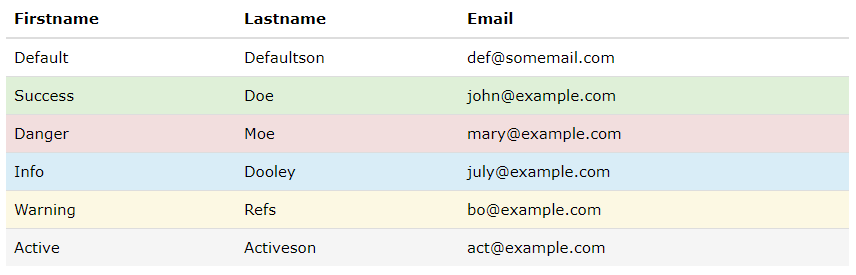 Firstname Lastname Email
Default Defaultson def@somemail.com
Success Doe john@example.com
Danger Moe mary@example.com
Info Dooley july@example.com
Warning Refs bo@example.com
Active Activeson act@example.com